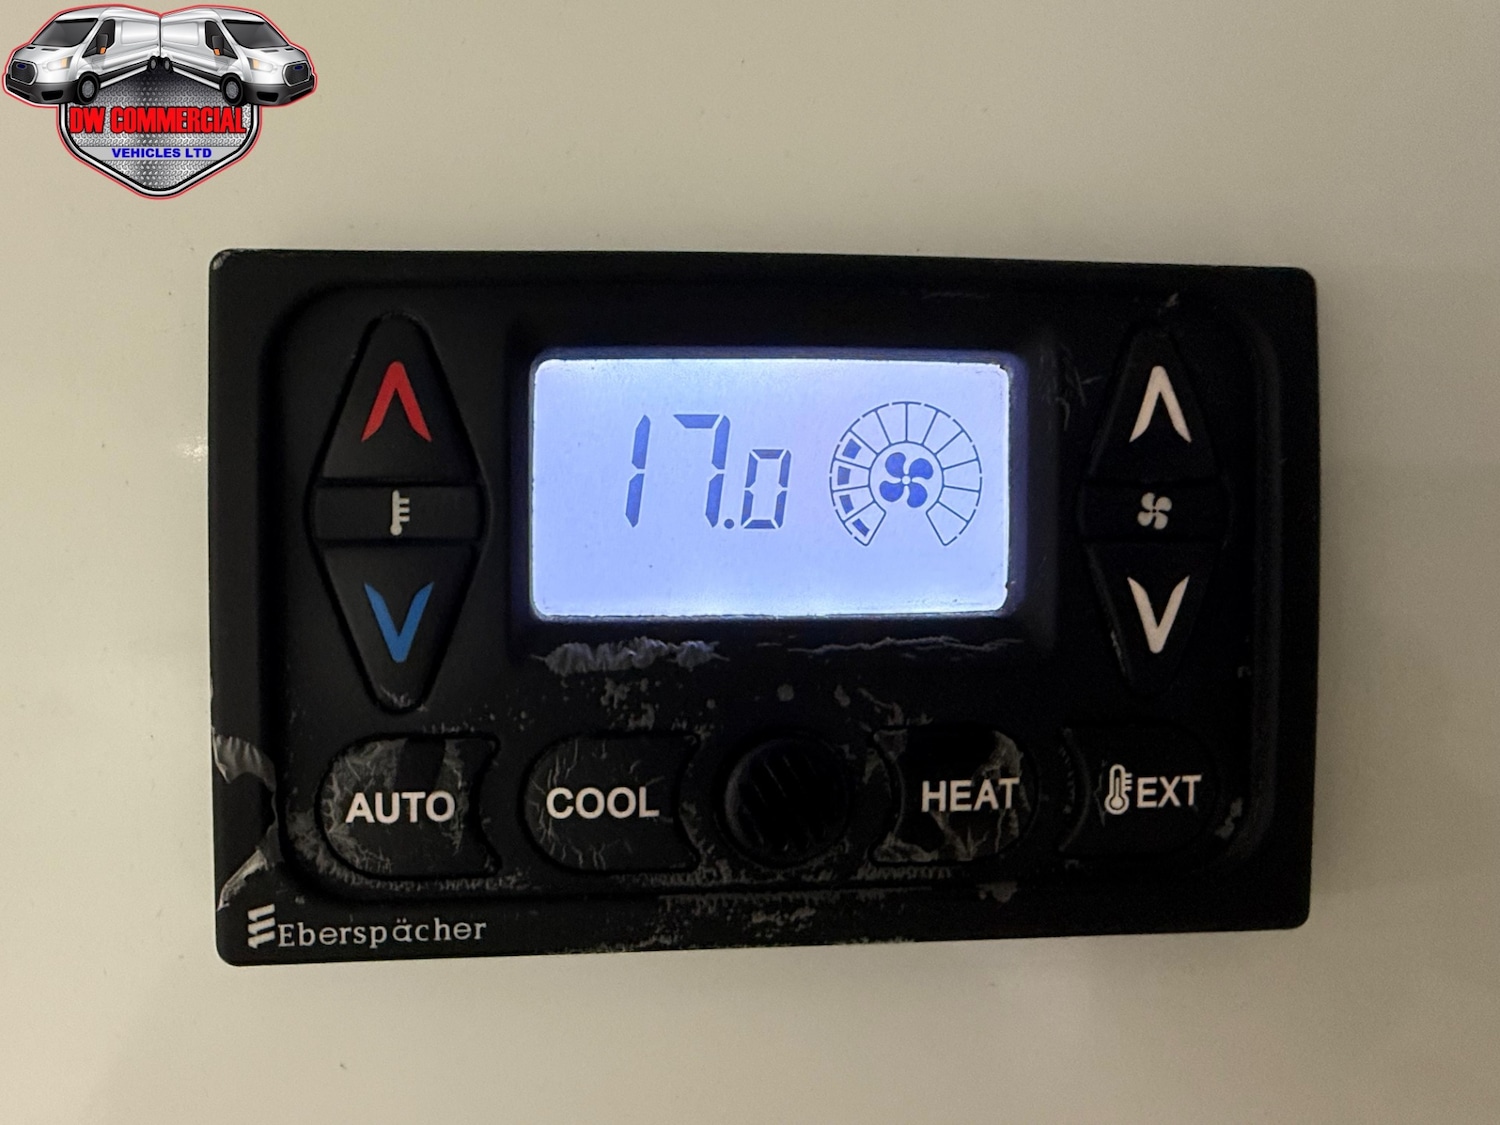 DW COMMERCIAL
VEHICLES LTD
17.0
AUTO
COOL
HEAT
EXT
Eberspächer